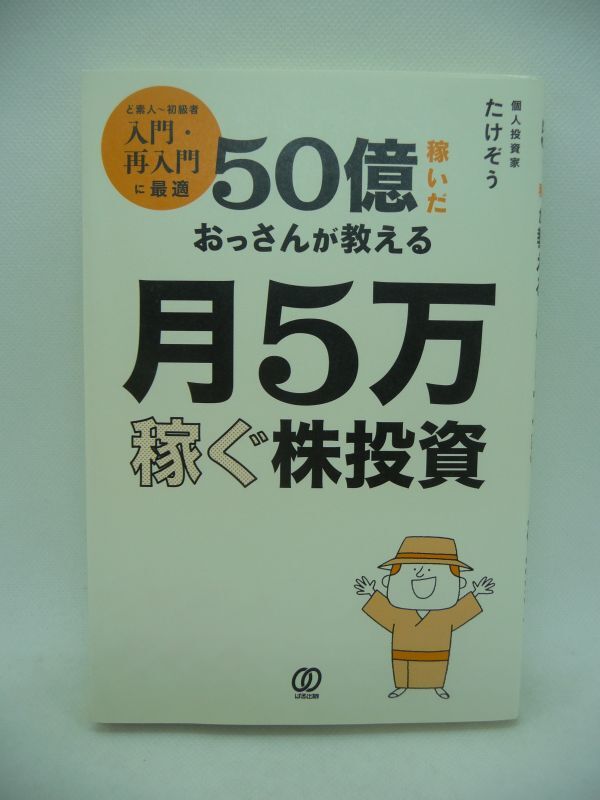 ど素人~初級者
入門・
再入門
に最適
50億
稼いだ
個人投資家
たけぞう
おっさんが教える
月5万
稼ぐ株投資
ぱる出版